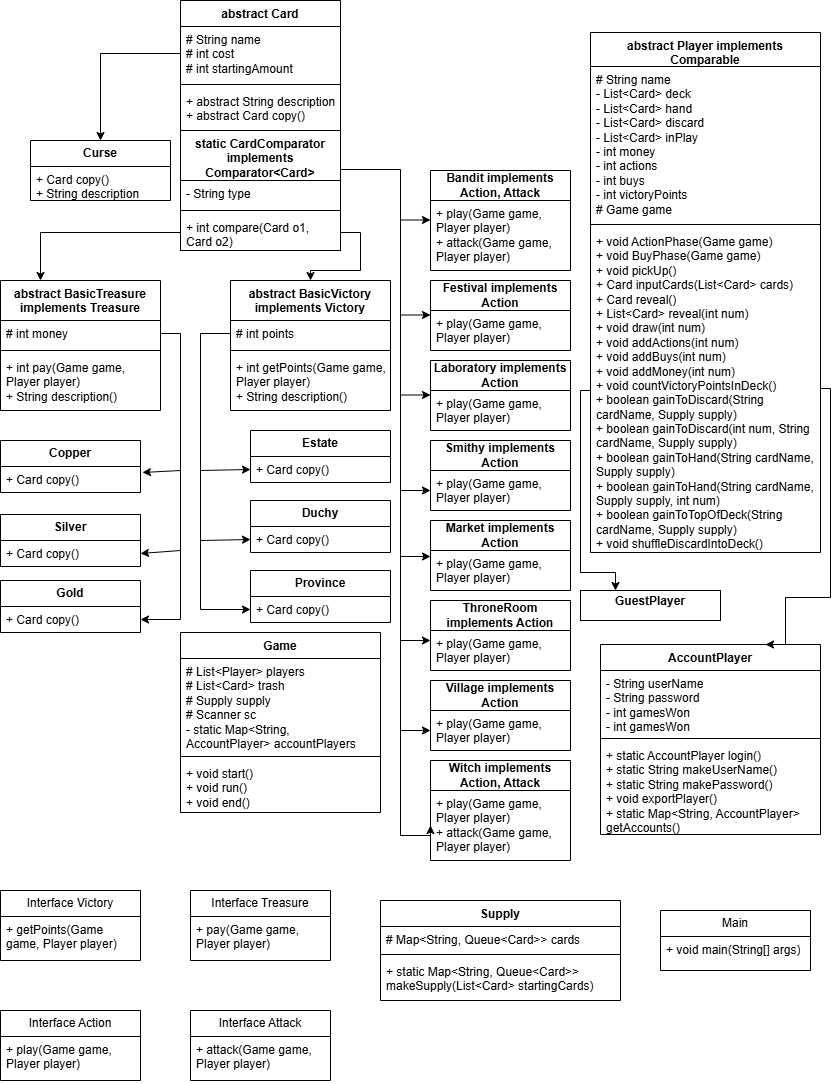 abstract Card
# String name
# int cost
# int startingAmount
+ abstract String description
+ abstract Card copy()
static CardComparator
implements
Comparator<Card>
- String type
+ int compare(Card o1,
Card o2)
Curse
+ Card copy()
+ String description
abstract BasicTreasure
implements Treasure
# int money
+ int pay(Game game,
Player player)
+ String description()
abstract BasicVictory
implements Victory
# int points
+ int getPoints(Game game,
Player player)
+ String description()
Copper
+ Card copy()
Silver
+ Card copy()
Gold
+ Card copy()
Estate
+ Card copy()
Duchy
+ Card copy()
Province
+ Card copy()
Game
# List<Player> players
# List<Card> trash
# Supply supply
# Scanner sc
- static Map<String,
AccountPlayer> accountPlayers
+ void start()
+ void run()
+ void end()
Bandit implements
Action, Attack
+ play(Game game,
Player player)
+ attack(Game game,
Player player)
Festival implements
Action
+ play(Game game,
Player player)
Laboratory implements
Action
+ play(Game game,
Player player)
Smithy implements
Action
+ play(Game game,
Player player)
Market implements
Action
+ play(Game game,
Player player)
ThroneRoom
implements Action
+ play(Game game,
Player player)
Village implements
Action
+ play(Game game,
Player player)
Witch implements
Action, Attack
+ play(Game game,
Player player)
+ attack(Game game,
Player player)
abstract Player implements
Comparable
# String name
- List<Card> deck
- List<Card> hand
- List<Card> discard
- List<Card> inPlay
- int money
- int actions
- int buys
- int victoryPoints
# Game game
+ void ActionPhase(Game game)
+ void BuyPhase(Game game)
+ void pickUp()
+ Card inputCards(List<Card> cards)
+ Card reveal()
+ List<Card> reveal(int num)
+ void draw(int num)
+ void addActions(int num)
+ void addBuys(int num)
+ void addMoney(int num)
+ void countVictoryPointsInDeck()
+ boolean gainToDiscard(String
cardName, Supply supply)
+ boolean gainToDiscard(int num, String
cardName, Supply supply)
+ boolean gainToHand(String cardName,
Supply supply)
+ boolean gainToHand(String cardName,
Supply supply, int num)
+ boolean gainToTopOfDeck(String
cardName, Supply supply)
+ void shuffleDiscardIntoDeck()
GuestPlayer
AccountPlayer
- String userName
- String password
- int gamesWon
- int gamesWon
+ static AccountPlayer login()
+ static String makeUserName()
+ static String makePassword()
+ void exportPlayer()
+ static Map<String, AccountPlayer>
getAccounts()
Interface Victory
+ getPoints(Game
game, Player player)
Interface Treasure
+ pay(Game game,
Player player)
Supply
# Map<String, Queue<Card>> cards
+ static Map<String, Queue<Card>>
makeSupply(List<Card> startingCards)
Main
+ void main(String[] args)
Interface Action
+ play(Game game,
Player player)
Interface Attack
+ attack(Game game,
Player player)